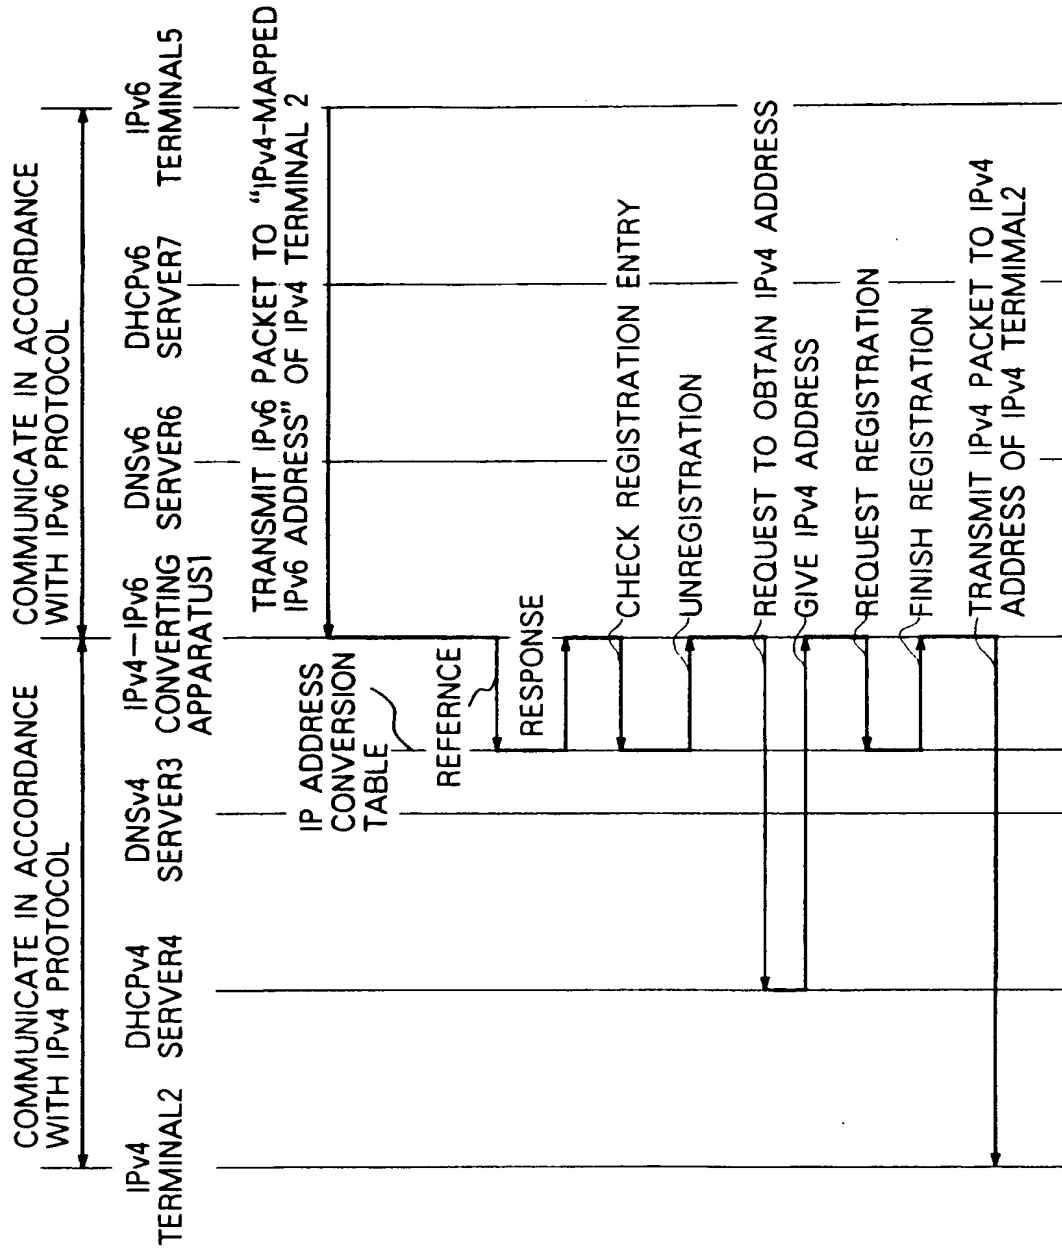 COMMUNICATE IN ACCORDANCE
WITH IPv4 PROTOCOL
COMMUNICATE IN ACCORDANCE
WITH IPv6 PROTOCOL
IPv4
TERMINAL2
DHCPv4
SERVER4
DNSv4
SERVER3
IPv4-IPv6
CONVERTING
APPARATUS1
DNSv6
SERVER6
DHCPv6
SERVER7
IPv6
TERMINAL5
TRANSMIT IPv6 PACKET TO "IPv4-MAPPED
IPv6 ADDRESS" OF IPv4 TERMINAL 2
IP ADDRESS
CONVERSION
TABLE
REFERNCE
RESPONSE
CHECK REGISTRATION ENTRY
UNREGISTRATION
REQUEST TO OBTAIN IPv4 ADDRESS
GIVE IPv4 ADDRESS
REQUEST REGISTRATION
FINISH REGISTRATION
TRANSMIT IPv4 PACKET TO IPv4
ADDRESS OF IPv4 TERMIMAL2